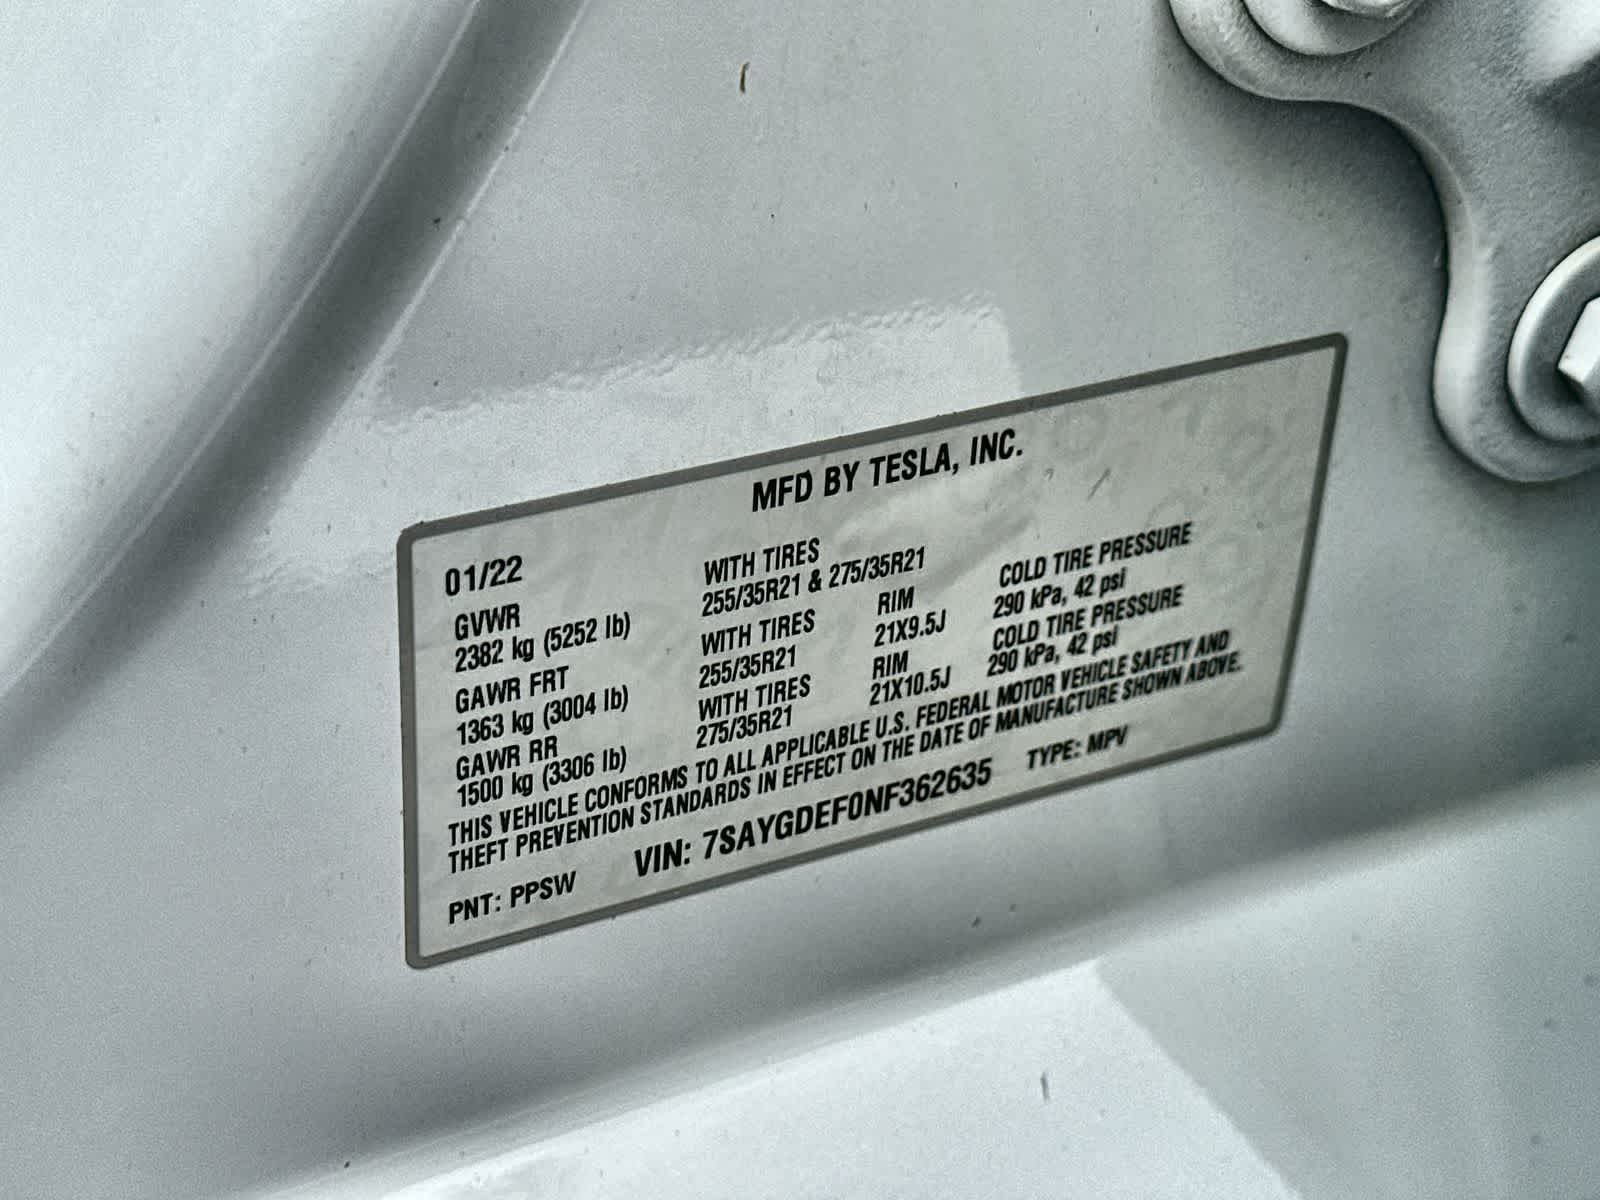 MFD BY TESLA, INC.
01/22
GVWR
2382 kg (5252 lb)
WITH TIRES
255/35R21 & 275/35R21
GAWR FRT
1363 kg (3004 lb)
WITH TIRES
255/35R21
RIM
21X9.5J
COLD TIRE PRESSURE
290 kPa, 42 psi
GAWR RR
1500 kg (3306 lb)
WITH TIRES
275/35R21
RIM
21X10.5J
COLD TIRE PRESSURE
290 kPa, 42 psi
THIS VEHICLE CONFORMS TO ALL APPLICABLE U.S. FEDERAL MOTOR VEHICLE SAFETY AND
THEFT PREVENTION STANDARDS IN EFFECT ON THE DATE OF MANUFACTURE SHOWN ABOVE.
PNT: PPSW
VIN: 7SAYGDEF0NF362635
TYPE: MPV